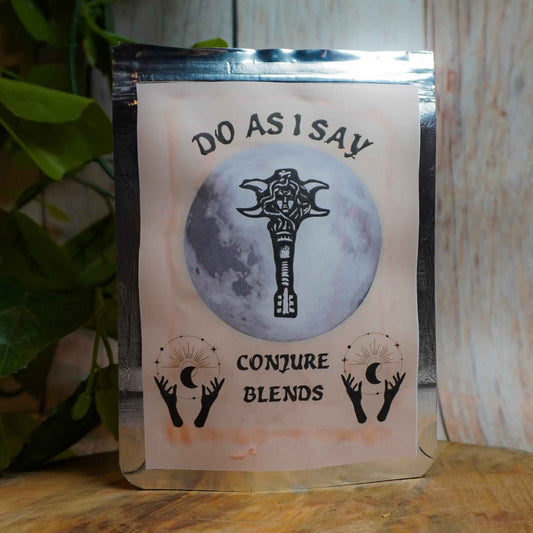 DO AS I SAY
CONJURE
BLENDS